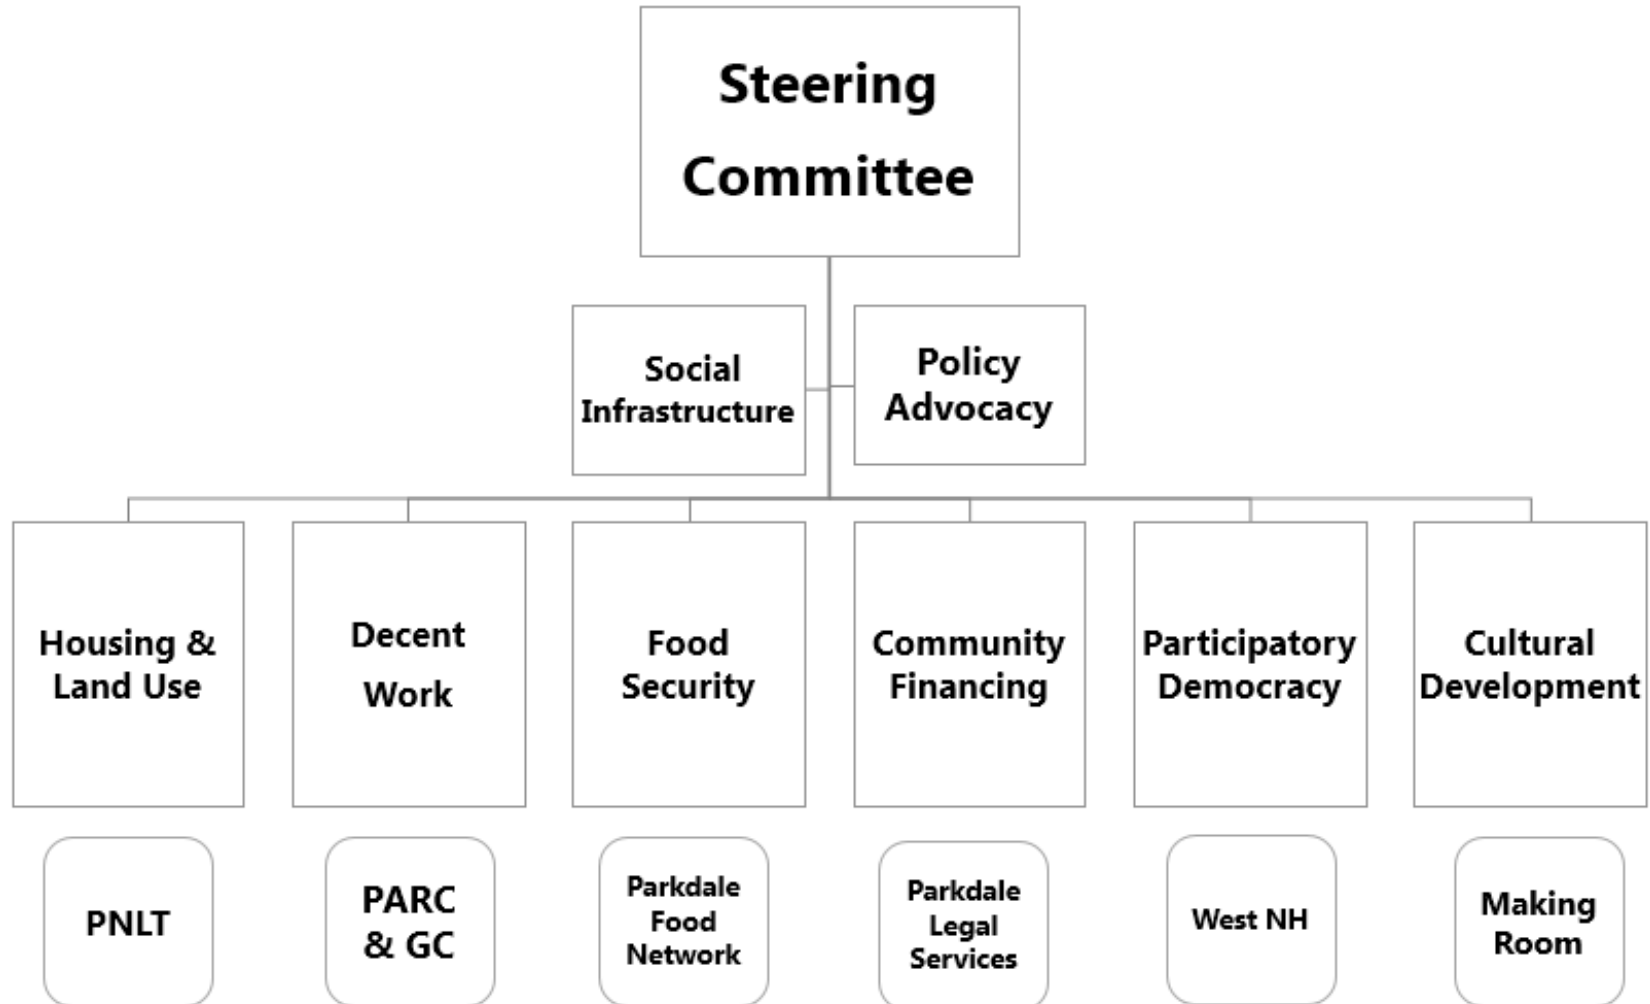 Steering
Committee
Social
Infrastructure
Policy
Advocacy
Housing &
Land Use
Decent
Work
Food
Security
Community
Financing
Participatory
Democracy
Cultural
Development
PNLT
PARC
& GC
Parkdale
Food
Network
Parkdale
Legal
Services
West NH
Making
Room